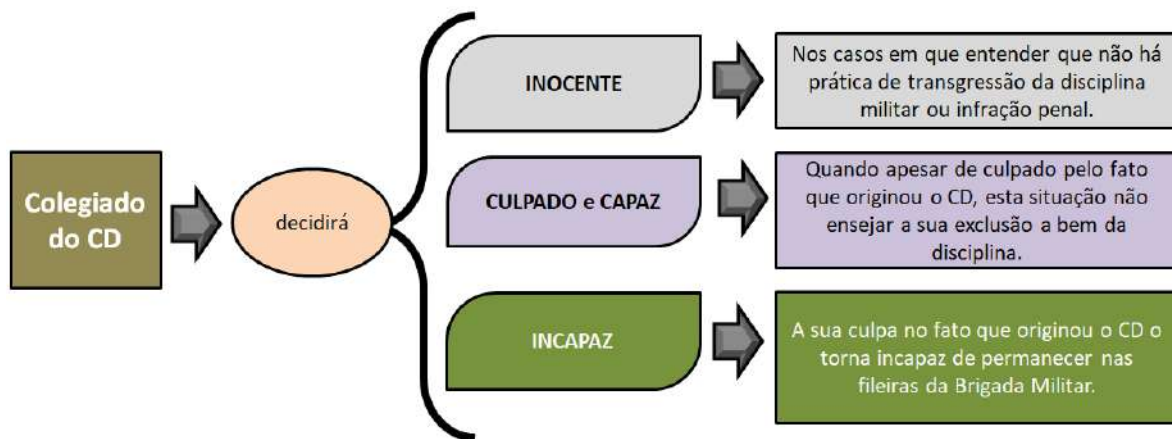 Colegiado
do CD
decidirá
INOCENTE
Nos casos em que entender que não há
prática de transgressão da disciplina
militar ou infração penal.
CULPADO e CAPAZ
Quando apesar de culpado pelo fato
que originou o CD, esta situação não
ensejar a sua exclusão a bem da
disciplina.
INCAPAZ
A sua culpa no fato que originou o CD o
torna incapaz de permanecer nas
fileiras da Brigada Militar.